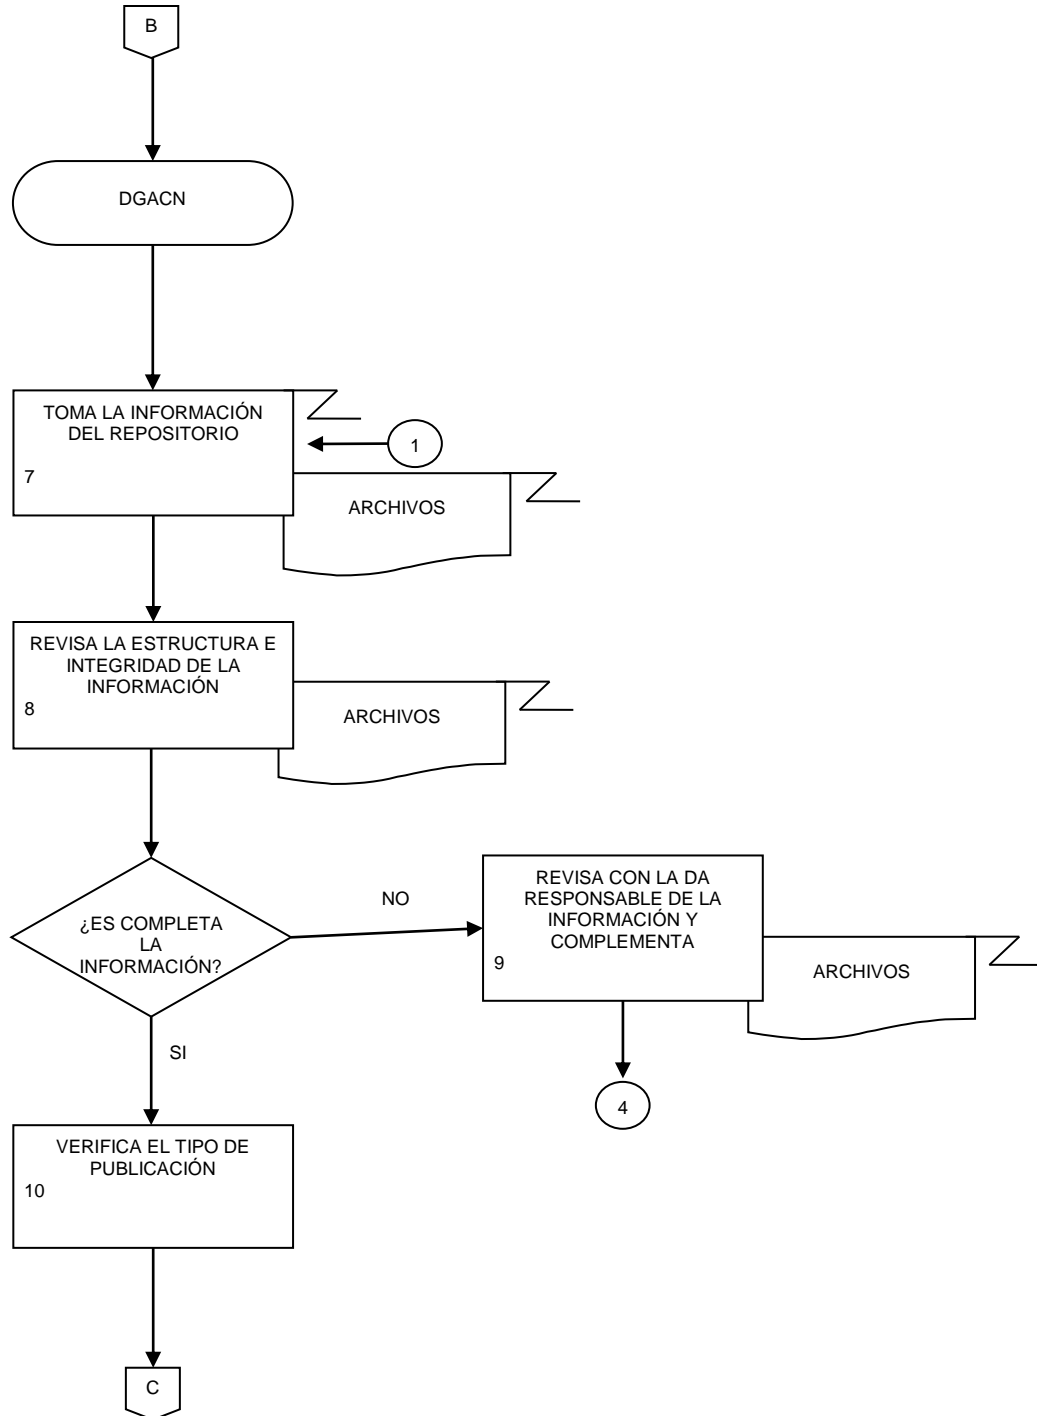 B
DGACN
TOMA LA INFORMACIÓN
DEL REPOSITORIO
7
1
ARCHIVOS
REVISA LA ESTRUCTURA E
INTEGRIDAD DE LA
INFORMACIÓN
8
ARCHIVOS
¿ES COMPLETA
LA
INFORMACIÓN?
NO
REVISA CON LA DA
RESPONSABLE DE LA
INFORMACIÓN Y
COMPLEMENTA
9
ARCHIVOS
4
SI
VERIFICA EL TIPO DE
PUBLICACIÓN
10
C